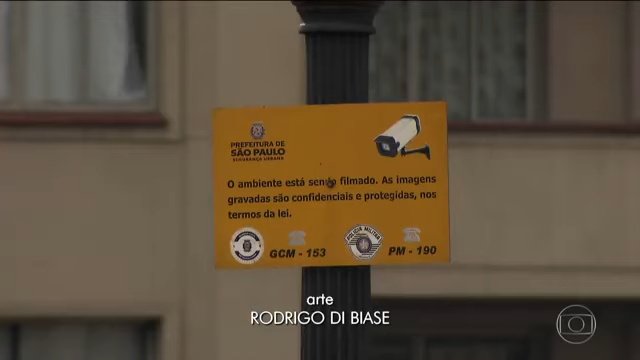 PREFEITURA DE
SÃO PAULO
SEGURANÇA URBANA
O ambiente está sendo filmado. As imagens
gravadas são confidenciais e protegidas, nos
termos da lei.
POLÍCIA MILITAR
GCM - 153
PM - 190
arte
RODRIGO DI BIASE